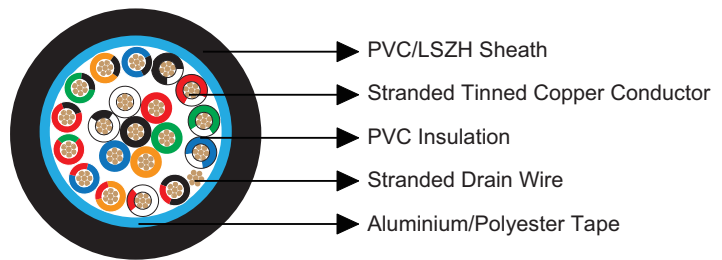 PVC/LSZH Sheath
Stranded Tinned Copper Conductor
PVC Insulation
Stranded Drain Wire
Aluminium/Polyester Tape